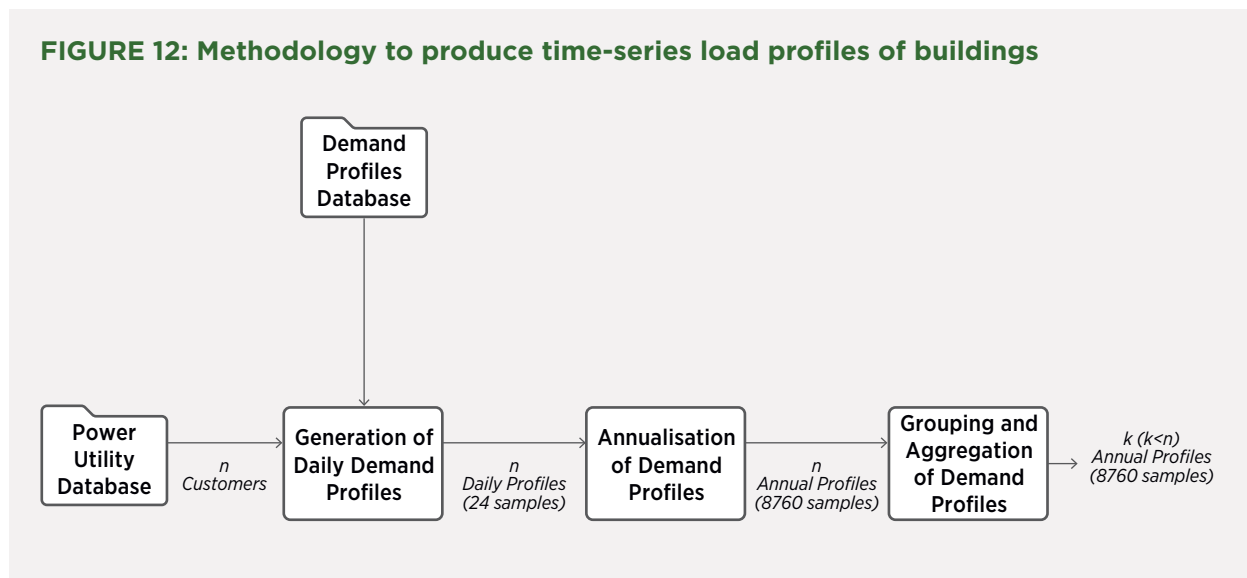 FIGURE 12: Methodology to produce time-series load profiles of buildings
Demand
Profiles
Database
Power
Utility
Database
n
Customers
Generation of
Daily Demand
Profiles
n
Daily Profiles
(24 samples)
Annualisation
of Demand
Profiles
n
Annual Profiles
(8760 samples)
Grouping and
Aggregation
of Demand
Profiles
k (k<n)
Annual Profiles
(8760 samples)